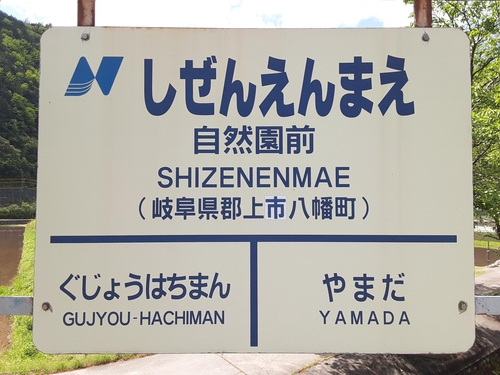 しぜんえんまえ
自然園前
SHIZENENMAE
(岐阜県郡上市八幡町)
ぐじょうはちまん
GUJYOU-HACHIMAN
やまだ
YAMADA